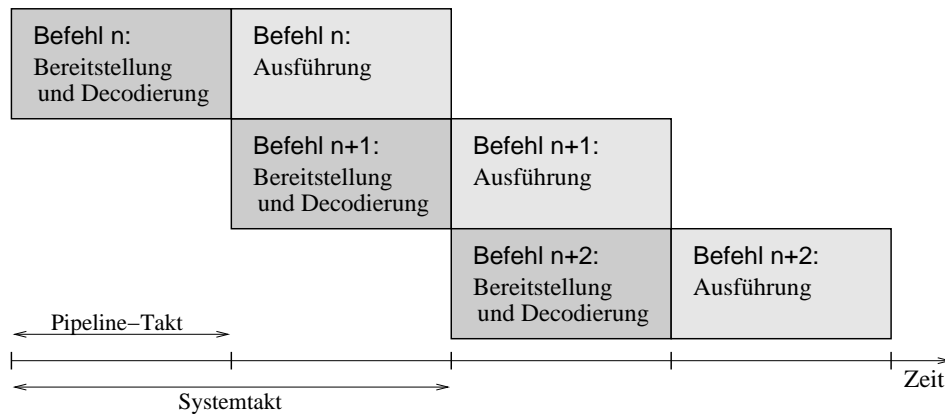 Befehl n:
Bereitstellung
und Decodierung
Befehl n:
Ausführung
Befehl n+1:
Bereitstellung
und Decodierung
Befehl n+1:
Ausführung
Befehl n+2:
Bereitstellung
und Decodierung
Befehl n+2:
Ausführung
Pipeline−Takt
Zeit
Systemtakt